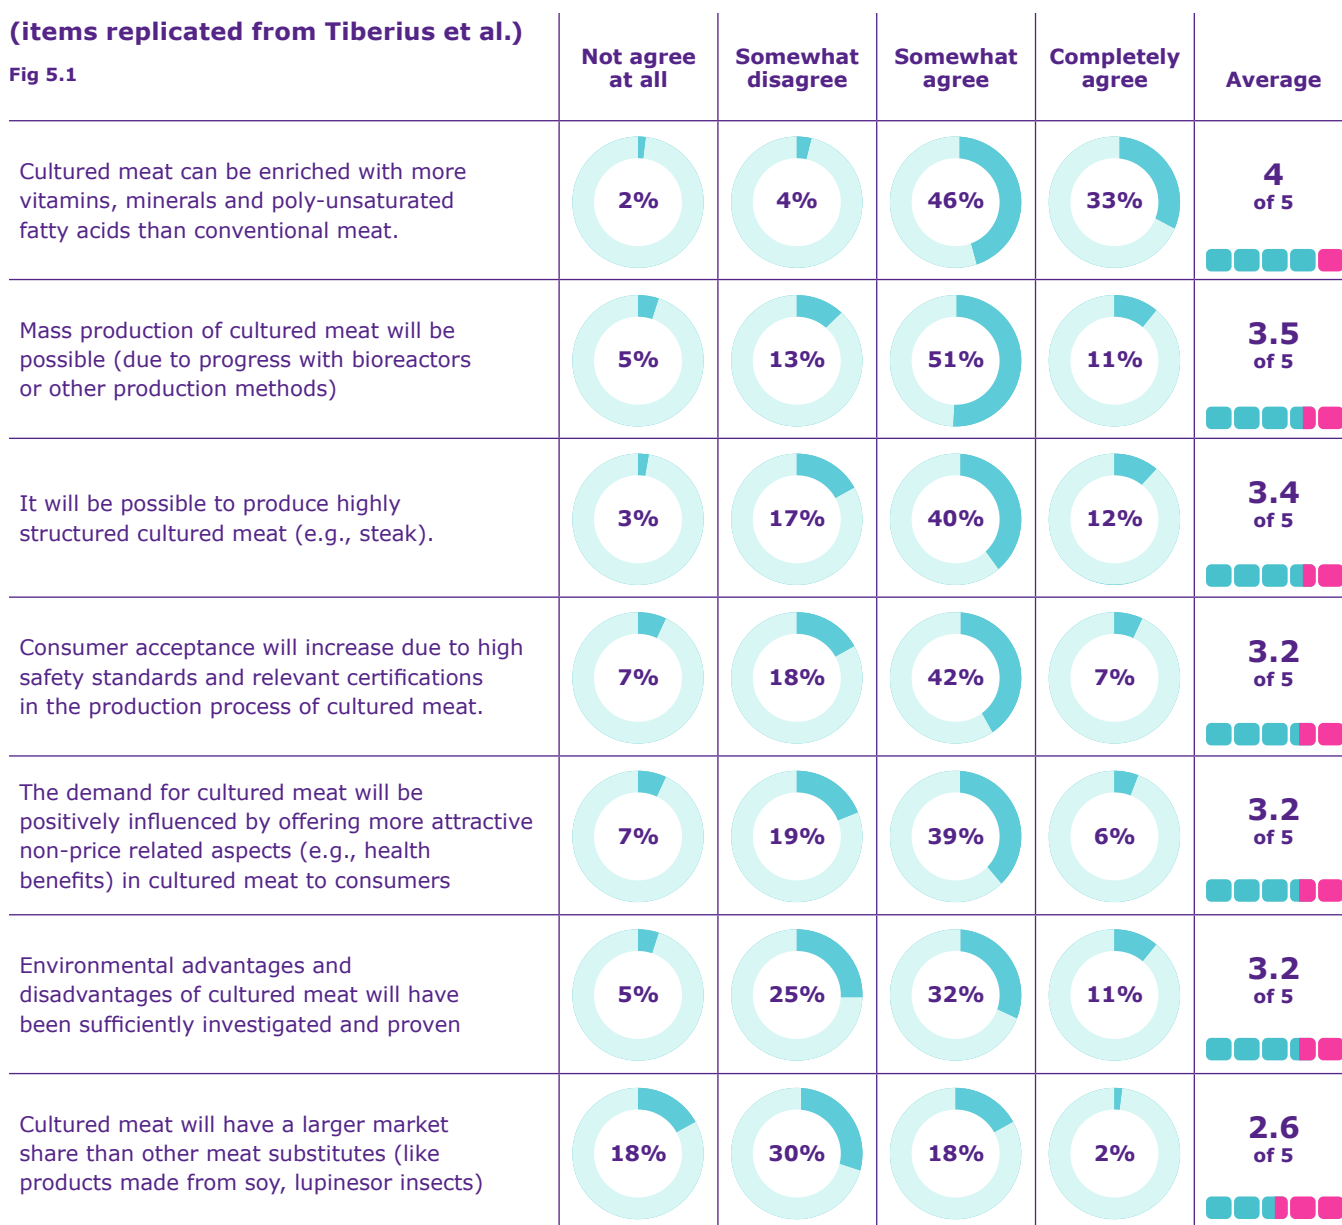 (items replicated from Tiberius et al.)
Fig 5.1
Not agree
at all
Somewhat
disagree
Somewhat
agree
Completely
agree
Average
Cultured meat can be enriched with more
vitamins, minerals and poly-unsaturated
fatty acids than conventional meat.
2%
4%
46%
33%
4
of 5
Mass production of cultured meat will be
possible (due to progress with bioreactors
or other production methods)
5%
13%
51%
11%
3.5
of 5
It will be possible to produce highly
structured cultured meat (e.g., steak).
3%
17%
40%
12%
3.4
of 5
Consumer acceptance will increase due to high
safety standards and relevant certifications
in the production process of cultured meat.
7%
18%
42%
7%
3.2
of 5
The demand for cultured meat will be
positively influenced by offering more attractive
non-price related aspects (e.g., health
benefits) in cultured meat to consumers
7%
19%
39%
6%
3.2
of 5
Environmental advantages and
disadvantages of cultured meat will have
been sufficiently investigated and proven
5%
25%
32%
11%
3.2
of 5
Cultured meat will have a larger market
share than other meat substitutes (like
products made from soy, lupinesor insects)
18%
30%
18%
2%
2.6
of 5